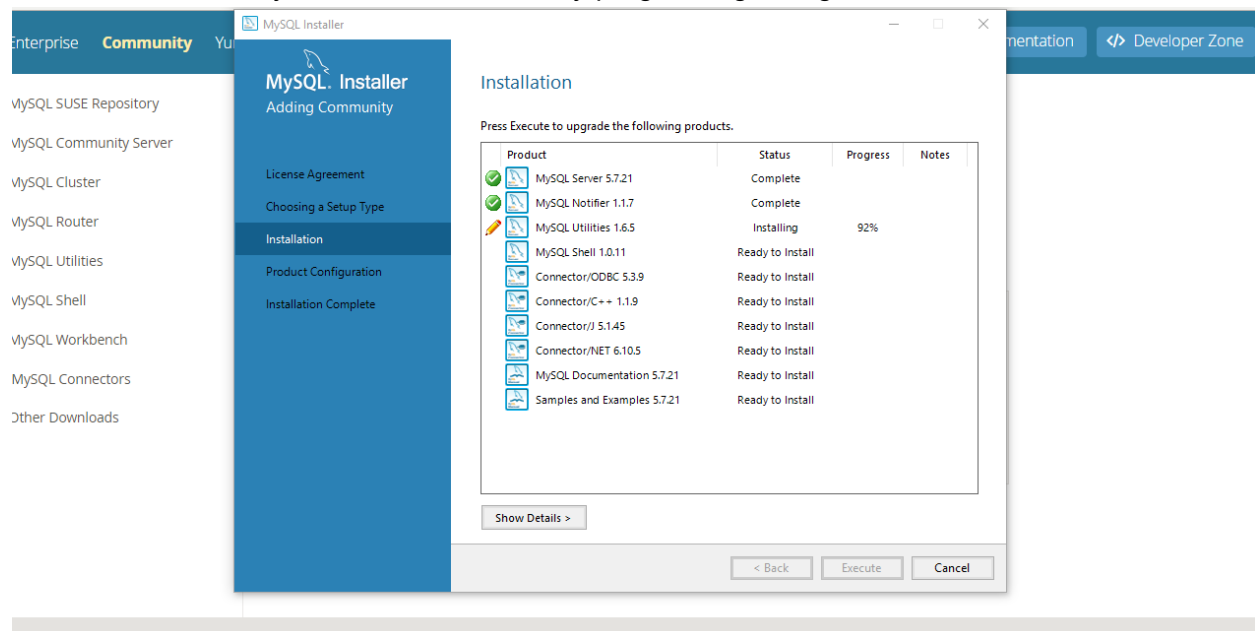 MySQL Installer
Enterprise Community
Developer Zone
MySQL SUSE Repository
MySQL Community Server
MySQL Cluster
MySQL Router
MySQL Utilities
MySQL Shell
MySQL Workbench
MySQL Connectors
Other Downloads
MySQL. Installer
Adding Community
License Agreement
Choosing a Setup Type
Installation
Product Configuration
Installation Complete
Installation
Press Execute to upgrade the following products.
Product Status Progress Notes
MySQL Server 5.7.21 Complete
MySQL Notifier 1.1.7 Complete
MySQL Utilities 1.6.5 Installing 92%
MySQL Shell 1.0.11 Ready to Install
Connector/ODBC 5.3.9 Ready to Install
Connector/C++ 1.1.9 Ready to Install
Connector/J 5.1.45 Ready to Install
Connector/NET 6.10.5 Ready to Install
MySQL Documentation 5.7.21 Ready to Install
Samples and Examples 5.7.21 Ready to Install
Show Details >
< Back Execute Cancel